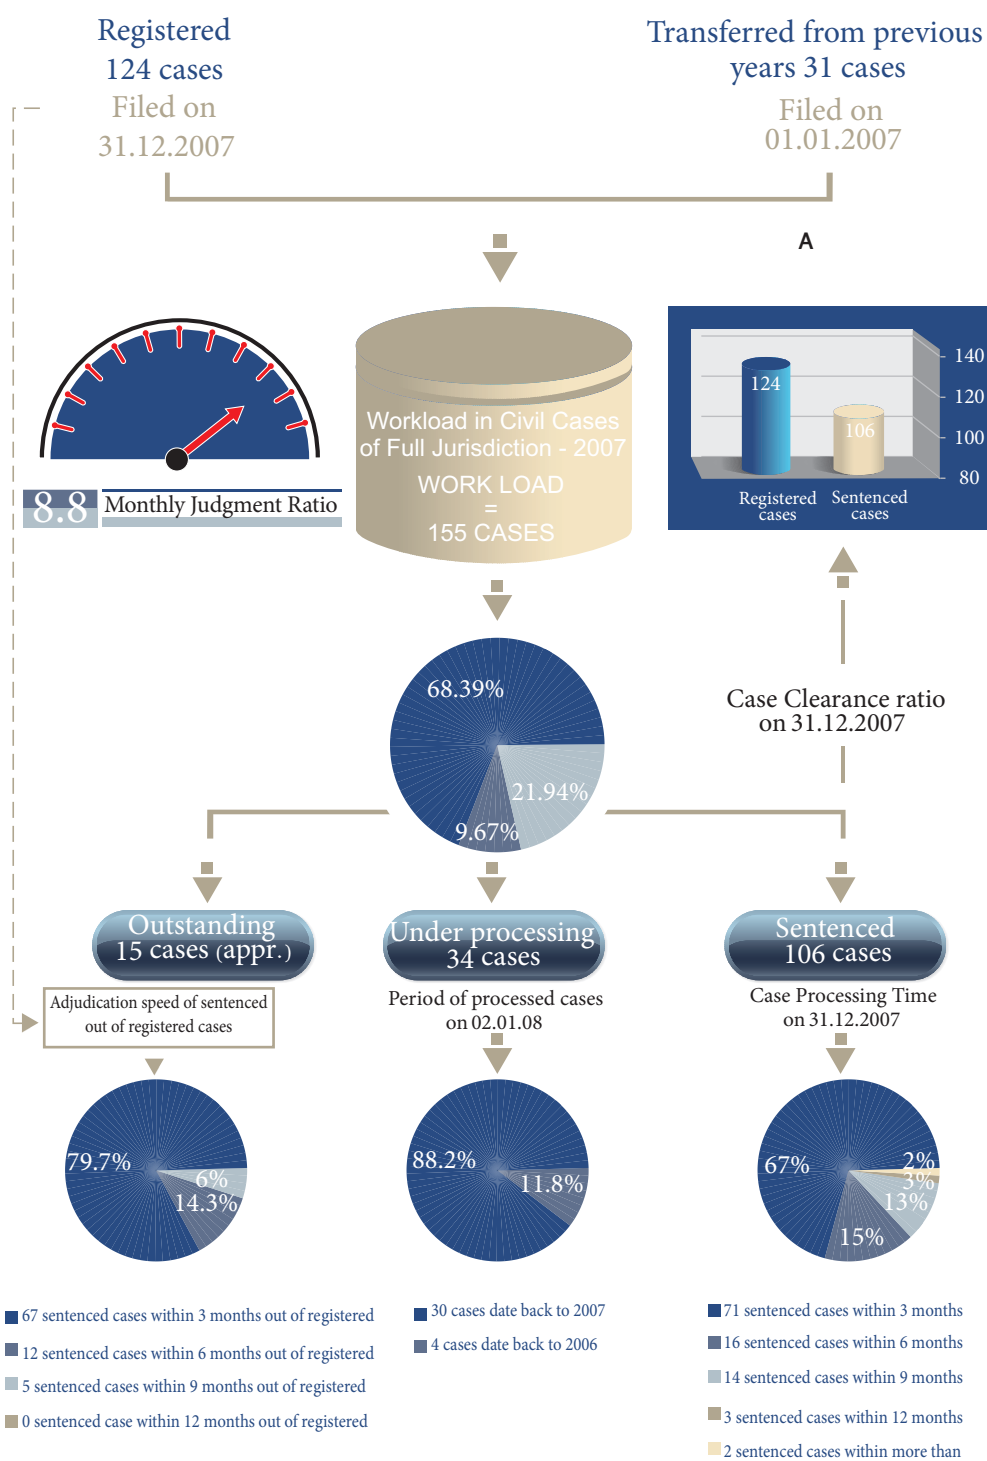 Registered
124 cases
Filed on
31.12.2007
Transferred from previous
years 31 cases
Filed on
01.01.2007
A
8.8 Monthly Judgment Ratio
Workload in Civil Cases
of Full Jurisdiction - 2007
WORK LOAD
=
155 CASES
140
120
100
80
124
106
Registered
cases
Sentenced
cases
68.39%
21.94%
9.67%
Case Clearance ratio
on 31.12.2007
Outstanding
15 cases (appr.)
Under processing
34 cases
Sentenced
106 cases
Adjudication speed of sentenced
out of registered cases
Period of processed cases
on 02.01.08
Case Processing Time
on 31.12.2007
79.7%
6%
14.3%
88.2%
11.8%
67%
2%
3%
13%
15%
67 sentenced cases within 3 months out of registered
12 sentenced cases within 6 months out of registered
5 sentenced cases within 9 months out of registered
0 sentenced case within 12 months out of registered
30 cases date back to 2007
4 cases date back to 2006
71 sentenced cases within 3 months
16 sentenced cases within 6 months
14 sentenced cases within 9 months
3 sentenced cases within 12 months
2 sentenced cases within more than